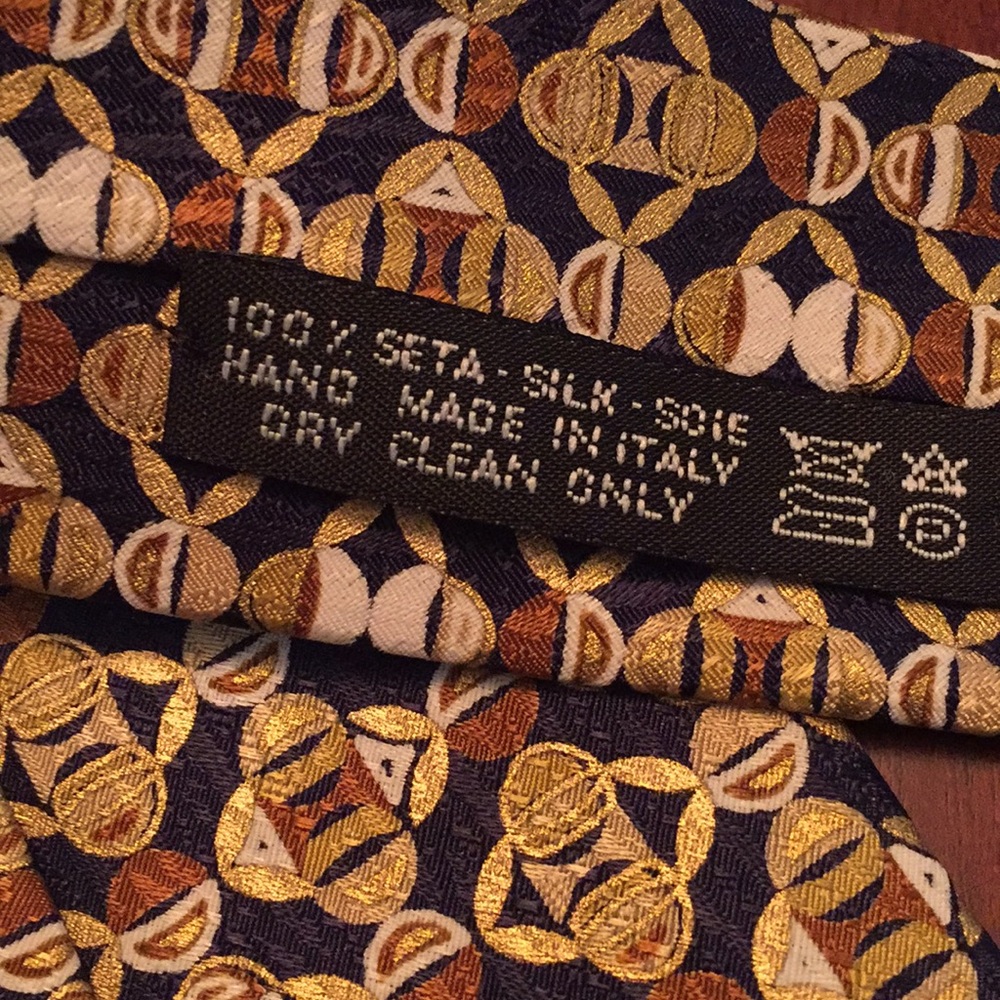 100% SETA - SILK - SOIE
HAND MADE IN ITALY
DRY CLEAN ONLY
P